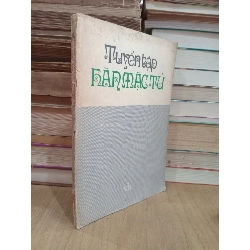 Tuyển tập
HÀN MẠC TỬ